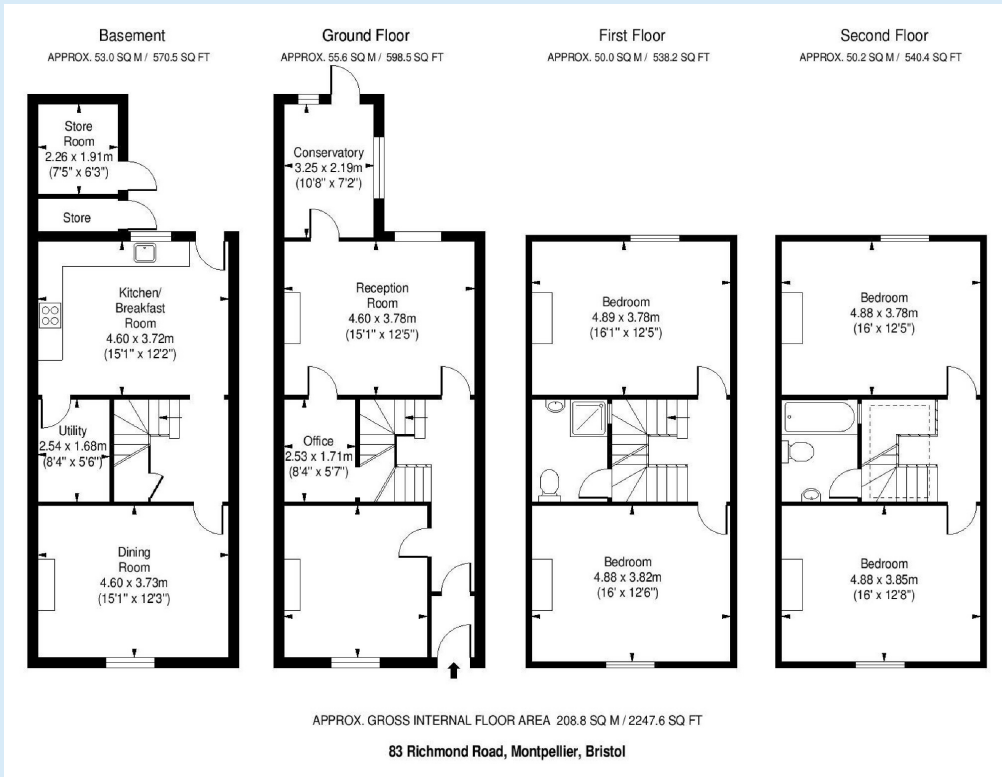 Basement
APPROX. 53.0 SQ M / 570.5 SQ FT
Store
Room
2.26 x 1.91m
(7'5" x 6'3")
Store
Kitchen/
Breakfast
Room
4.60 x 3.72m
(15'1" x 12'2")
Utility
2.54 x 1.68m
(8'4" x 5'6")
Dining
Room
4.60 x 3.73m
(15'1" x 12'3")
Ground Floor
APPROX. 55.6 SQ M / 598.5 SQ FT
Conservatory
3.25 x 2.19m
(10'8" x 7'2")
Reception
Room
4.60 x 3.78m
(15'1" x 12'5")
Office
2.53 x 1.71m
(8'4" x 5'7")
First Floor
APPROX. 50.0 SQ M / 538.2 SQ FT
Bedroom
4.89 x 3.78m
(16'1" x 12'5")
Bedroom
4.88 x 3.82m
(16' x 12'6")
Second Floor
APPROX. 50.2 SQ M / 540.4 SQ FT
Bedroom
4.88 x 3.78m
(16' x 12'5")
Bedroom
4.88 x 3.85m
(16' x 12'8")
APPROX. GROSS INTERNAL FLOOR AREA 208.8 SQ M / 2247.6 SQ FT
83 Richmond Road, Montpellier, Bristol